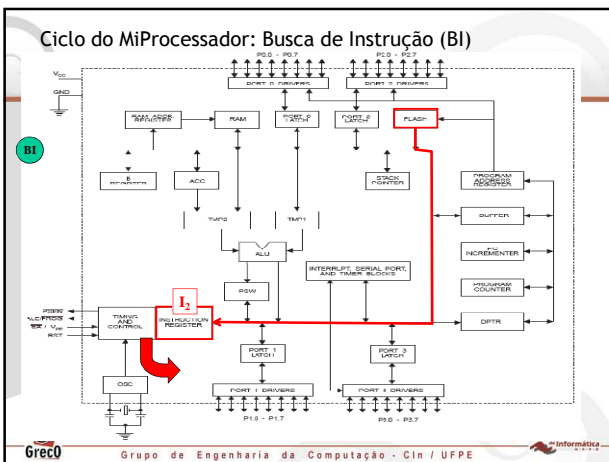 Ciclo do MiProcessador: Busca de Instrução (BI)
P0.0 - P0.7
P2.0 - P2.7
VCC
PORT 0 DRIVERS
PORT 2 DRIVERS
GND
RAM ADDR.
REGISTER
RAM
PORT 0
LATCH
PORT 2
LATCH
FLASH
BI
B
REGISTER
ACC
STACK
POINTER
PROGRAM
ADDRESS
REGISTER
BUFFER
TMP2
TMP1
ALU
PC
INCREMENTER
INTERRUPT, SERIAL PORT,
AND TIMER BLOCKS
PSW
PROGRAM
COUNTER
I2
PSEN
ALE/PROG
EA / VPP
RST
TIMING
AND
CONTROL
INSTRUCTION
REGISTER
DPTR
PORT 1
LATCH
PORT 3
LATCH
OSC
PORT 1 DRIVERS
PORT 3 DRIVERS
P1.0 - P1.7
P3.0 - P3.7
GrecO
Grupo de Engenharia da Computação - CIn / UFPE
de Informática